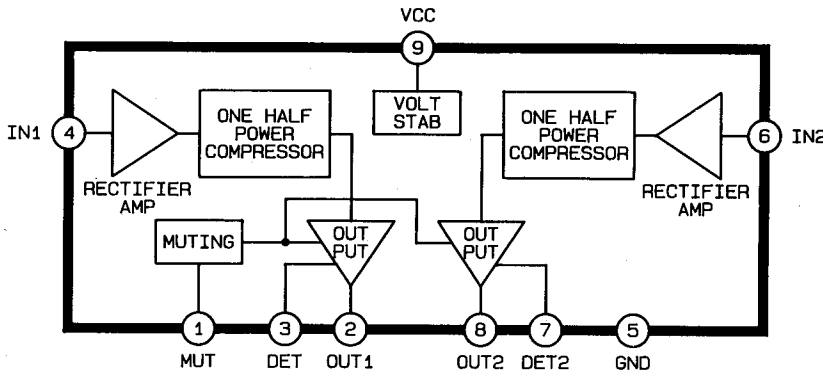 VCC
9
VOLT
STAB
ONE HALF
POWER
COMPRESSOR
ONE HALF
POWER
COMPRESSOR
IN1
4
6
IN2
RECTIFIER
AMP
RECTIFIER
AMP
MUTING
OUT
PUT
OUT
PUT
1
3
2
8
7
5
MUT
DET
OUT1
OUT2
DET2
GND